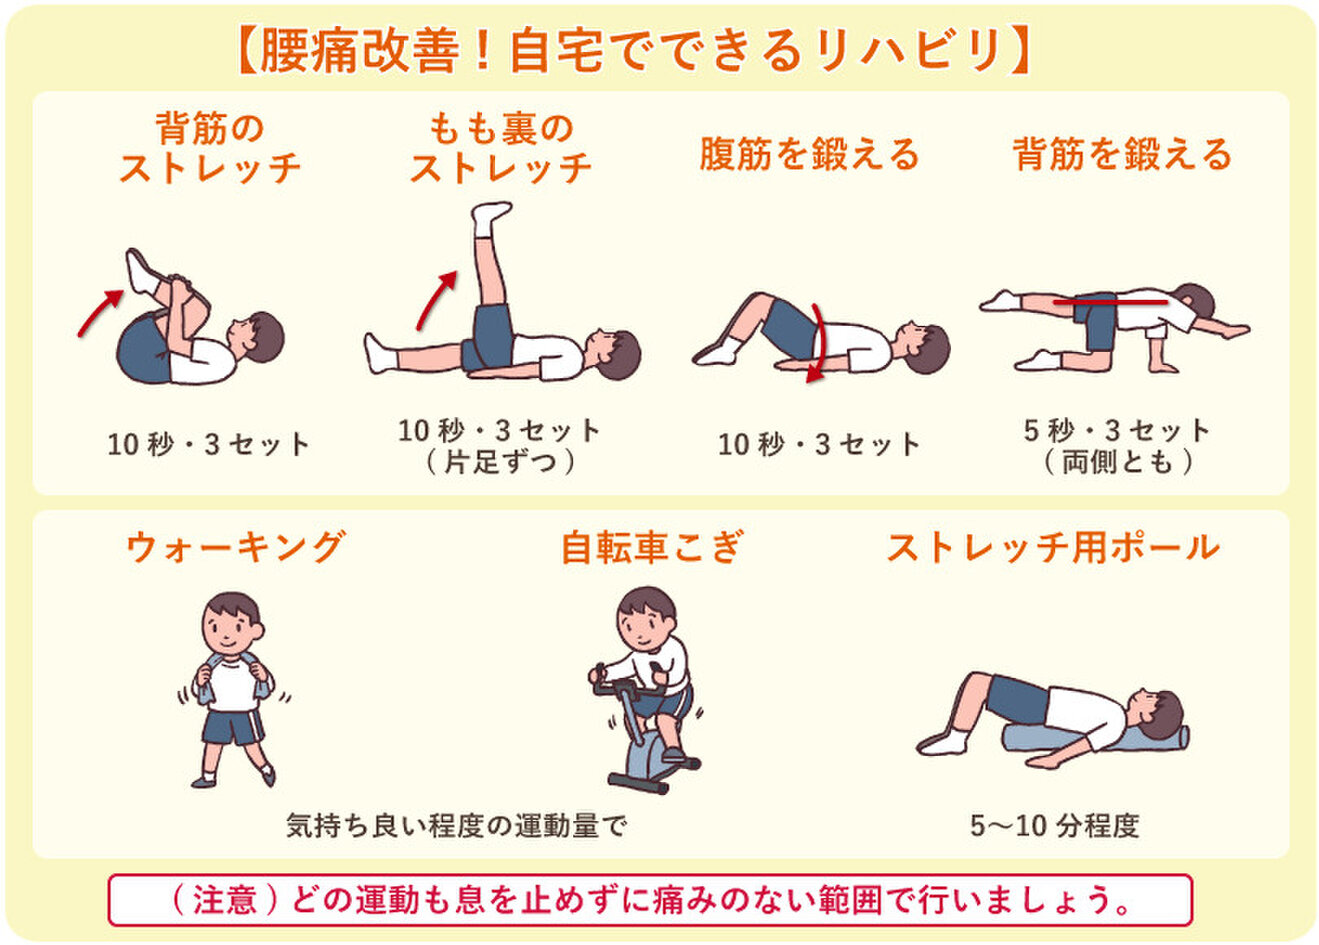 【腰痛改善！自宅でできるリハビリ】
背筋の
ストレッチ
もも裏の
ストレッチ
腹筋を鍛える
背筋を鍛える
10 秒・3 セット
10 秒・3 セット
( 片足ずつ )
10 秒・3 セット
5 秒・3 セット
( 両側とも )
ウォーキング
自転車こぎ
ストレッチ用ポール
気持ち良い程度の運動量で
5〜10 分程度
( 注意 ) どの運動も息を止めずに痛みのない範囲で行いましょう。